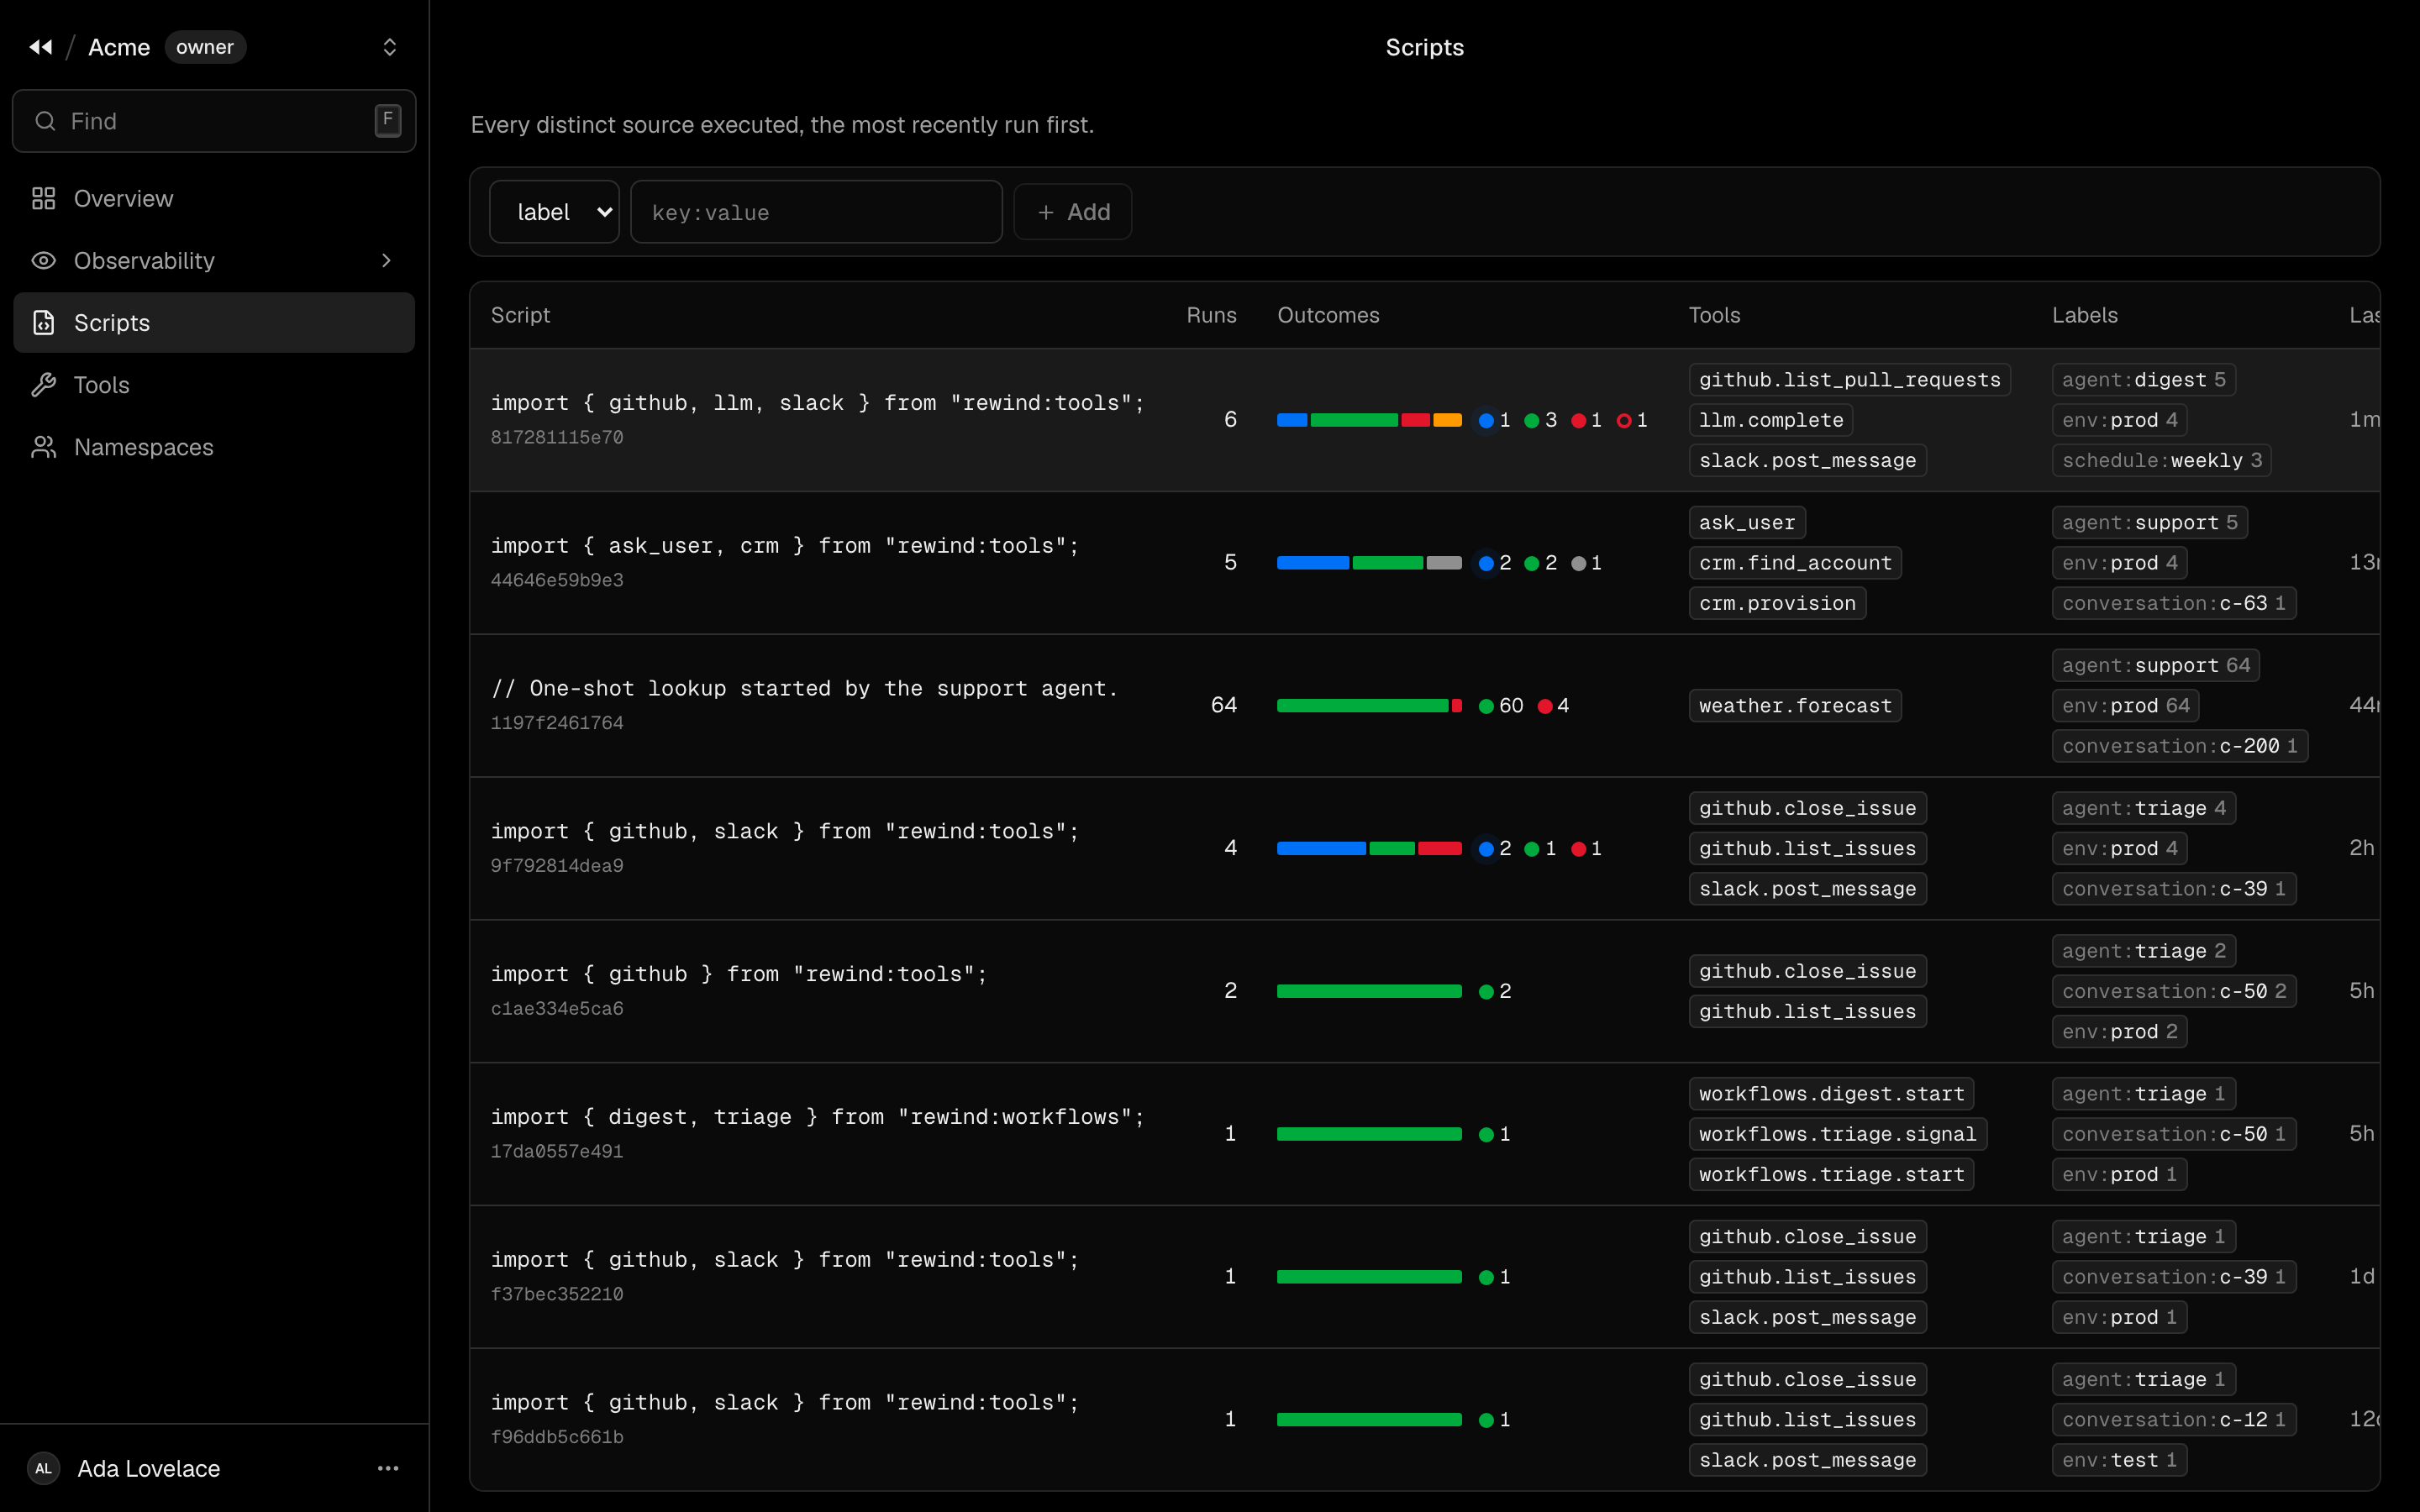 Acme owner
Find F
Overview
Observability
Scripts
Tools
Namespaces
AL Ada Lovelace
Scripts
Every distinct source executed, the most recently run first.
label key:value + Add
Script Runs Outcomes Tools Labels
import { github, llm, slack } from "rewind:tools";
817281115e70
6
1 3 1 1
github.list_pull_requests
llm.complete
slack.post_message
agent:digest 5
env:prod 4
schedule:weekly 3
import { ask_user, crm } from "rewind:tools";
44646e59b9e3
5
2 2 1
ask_user
crm.find_account
crm.provision
agent:support 5
env:prod 4
conversation:c-63 1
// One-shot lookup started by the support agent.
1197f2461764
64
60 4
weather.forecast
agent:support 64
env:prod 64
conversation:c-200 1
import { github, slack } from "rewind:tools";
9f792814dea9
4
2 1 1
github.close_issue
github.list_issues
slack.post_message
agent:triage 4
env:prod 4
conversation:c-39 1
2h
import { github } from "rewind:tools";
c1ae334e5ca6
2
2
github.close_issue
github.list_issues
agent:triage 2
conversation:c-50 2
env:prod 2
5h
import { digest, triage } from "rewind:workflows";
17da0557e491
1
1
workflows.digest.start
workflows.triage.signal
workflows.triage.start
agent:triage 1
conversation:c-50 1
env:prod 1
5h
import { github, slack } from "rewind:tools";
f37bec352210
1
1
github.close_issue
github.list_issues
slack.post_message
agent:triage 1
conversation:c-39 1
env:prod 1
1d
import { github, slack } from "rewind:tools";
f96ddb5c661b
1
1
github.close_issue
github.list_issues
slack.post_message
agent:triage 1
conversation:c-12 1
env:test 1